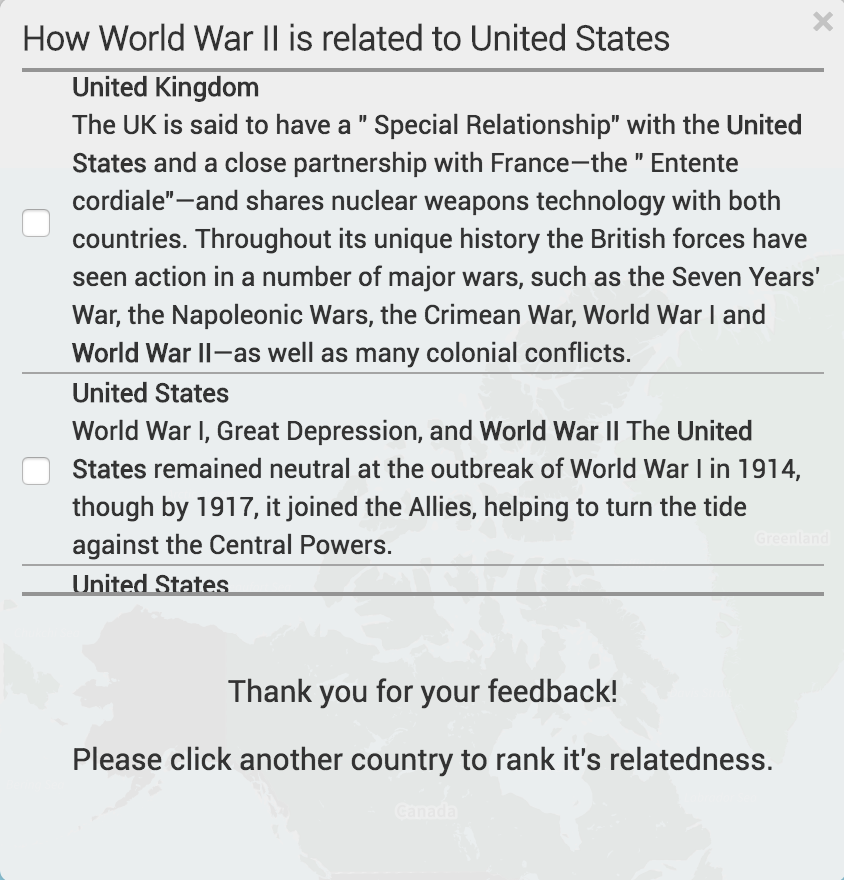 How World War II is related to United States
×
United Kingdom
The UK is said to have a " Special Relationship" with the United
States and a close partnership with France—the " Entente
cordiale"—and shares nuclear weapons technology with both
countries. Throughout its unique history the British forces have
seen action in a number of major wars, such as the Seven Years'
War, the Napoleonic Wars, the Crimean War, World War I and
World War II—as well as many colonial conflicts.
United States
World War I, Great Depression, and World War II The United
States remained neutral at the outbreak of World War I in 1914,
though by 1917, it joined the Allies, helping to turn the tide
against the Central Powers.
Greenland
United States
Thank you for your feedback!
Please click another country to rank it's relatedness.
Canada